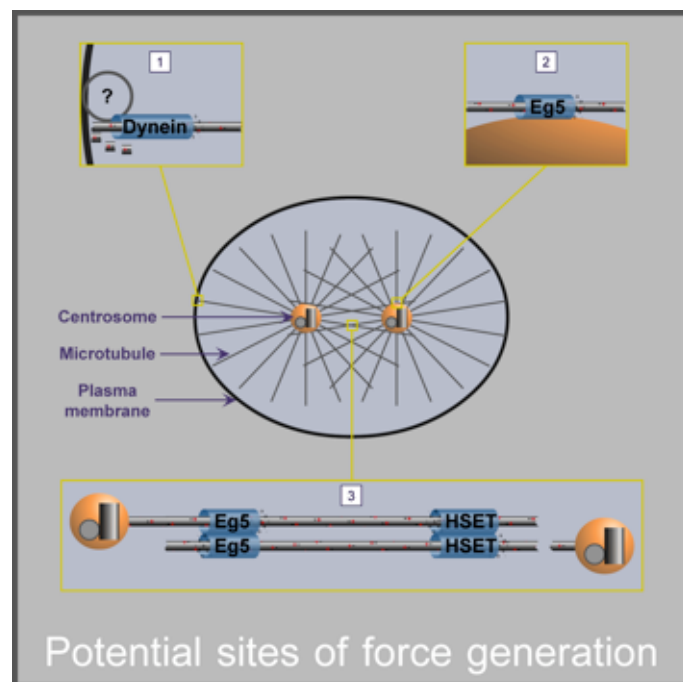 1
?
Dynein
2
Eg5
Centrosome
Microtubule
Plasma
membrane
3
Eg5 HSET
Eg5 HSET
Potential sites of force generation